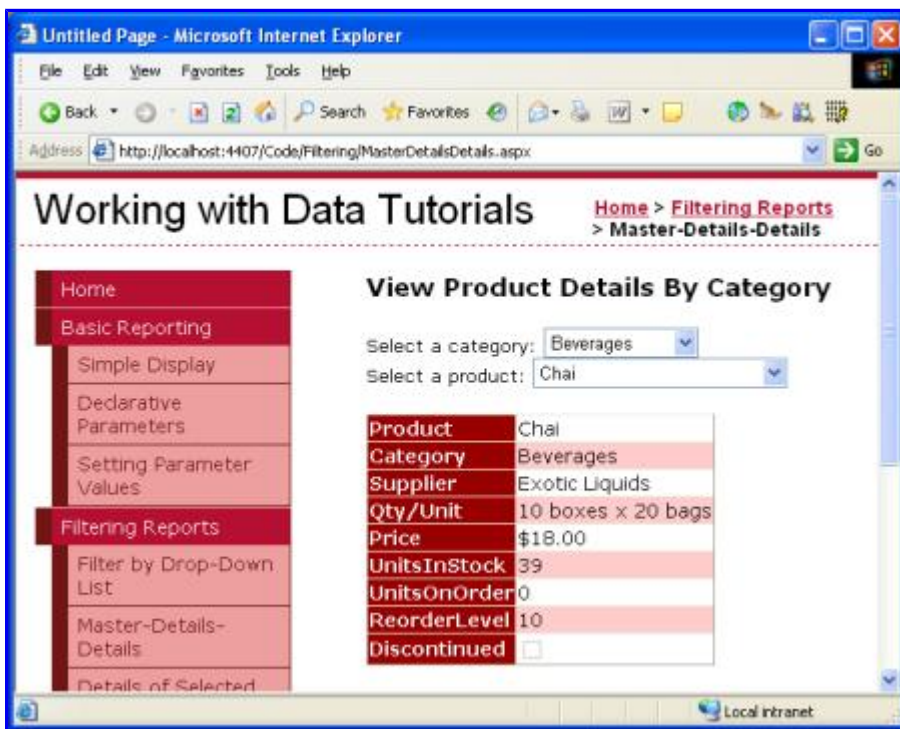 Untitled Page - Microsoft Internet Explorer
File Edit View Favorites Tools Help
Back Search Favorites
Address http://localhost:4407/Code/Filtering/MasterDetailsDetails.aspx Go
Working with Data Tutorials
Home > Filtering Reports
> Master-Details-Details
Home
Basic Reporting
Simple Display
Declarative
Parameters
Setting Parameter
Values
Filtering Reports
Filter by Drop-Down
List
Master-Details-
Details
Details of Selected
View Product Details By Category
Select a category: Beverages
Select a product: Chai
Product Chai
Category Beverages
Supplier Exotic Liquids
Qty/Unit 10 boxes x 20 bags
Price $18.00
UnitsInStock 39
UnitsOnOrder 0
ReorderLevel 10
Discontinued
Local intranet